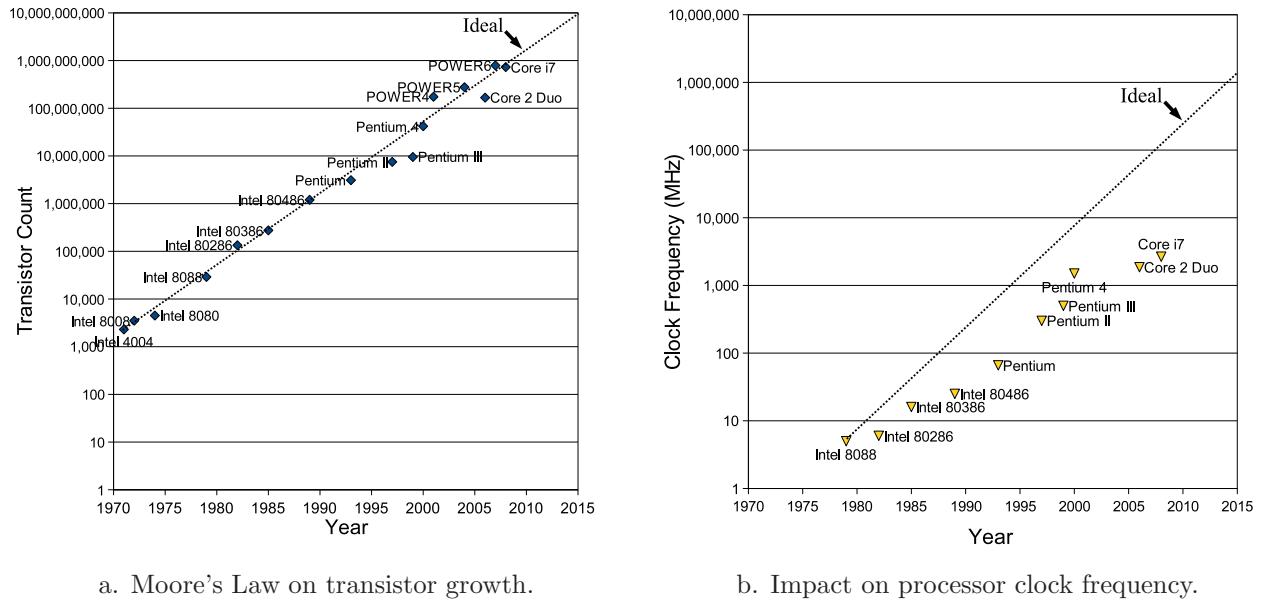 10,000,000,000
1,000,000,000
100,000,000
10,000,000
1,000,000
100,000
10,000
1,000
100
10
1
Transistor Count
Ideal
POWER6
Core i7
POWER5
POWER4
Core 2 Duo
Pentium 4
Pentium II
Pentium III
Pentium
Intel 80486
Intel 80386
Intel 80286
Intel 8088
Intel 8008
Intel 8080
Intel 4004
1970 1975 1980 1985 1990 1995 2000 2005 2010 2015
Year
a. Moore's Law on transistor growth.
10,000,000
1,000,000
100,000
10,000
1,000
100
10
1
Clock Frequency (MHz)
Ideal
Core i7
Core 2 Duo
Pentium 4
Pentium III
Pentium II
Pentium
Intel 80486
Intel 80386
Intel 80286
Intel 8088
1970 1975 1980 1985 1990 1995 2000 2005 2010 2015
Year
b. Impact on processor clock frequency.